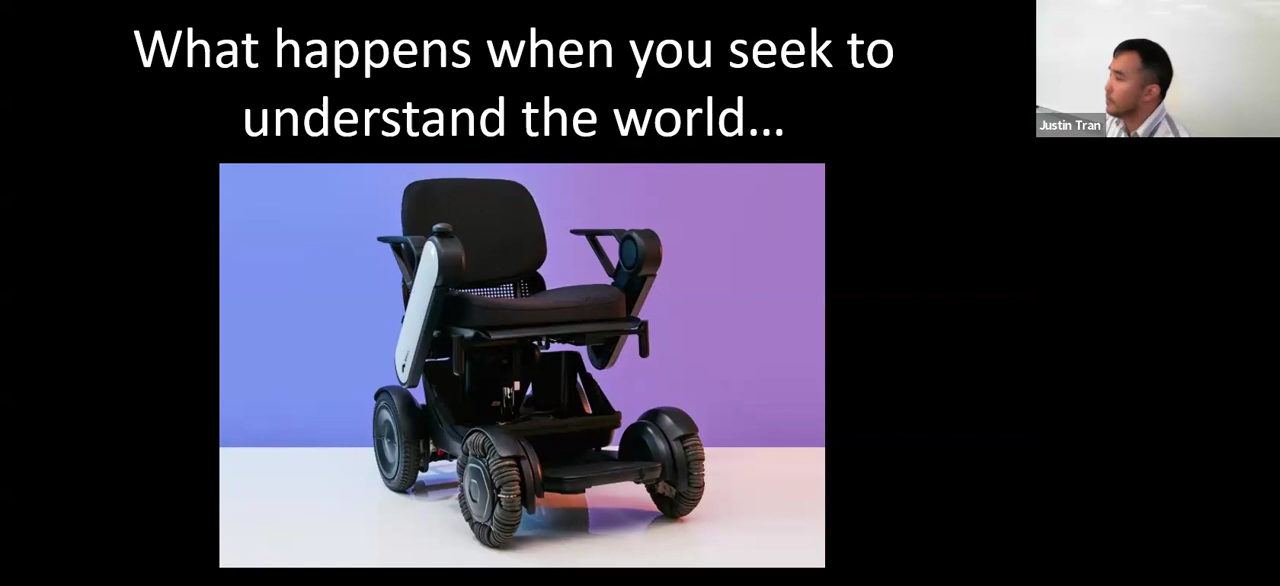 What happens when you seek to
understand the world...
Justin Tran